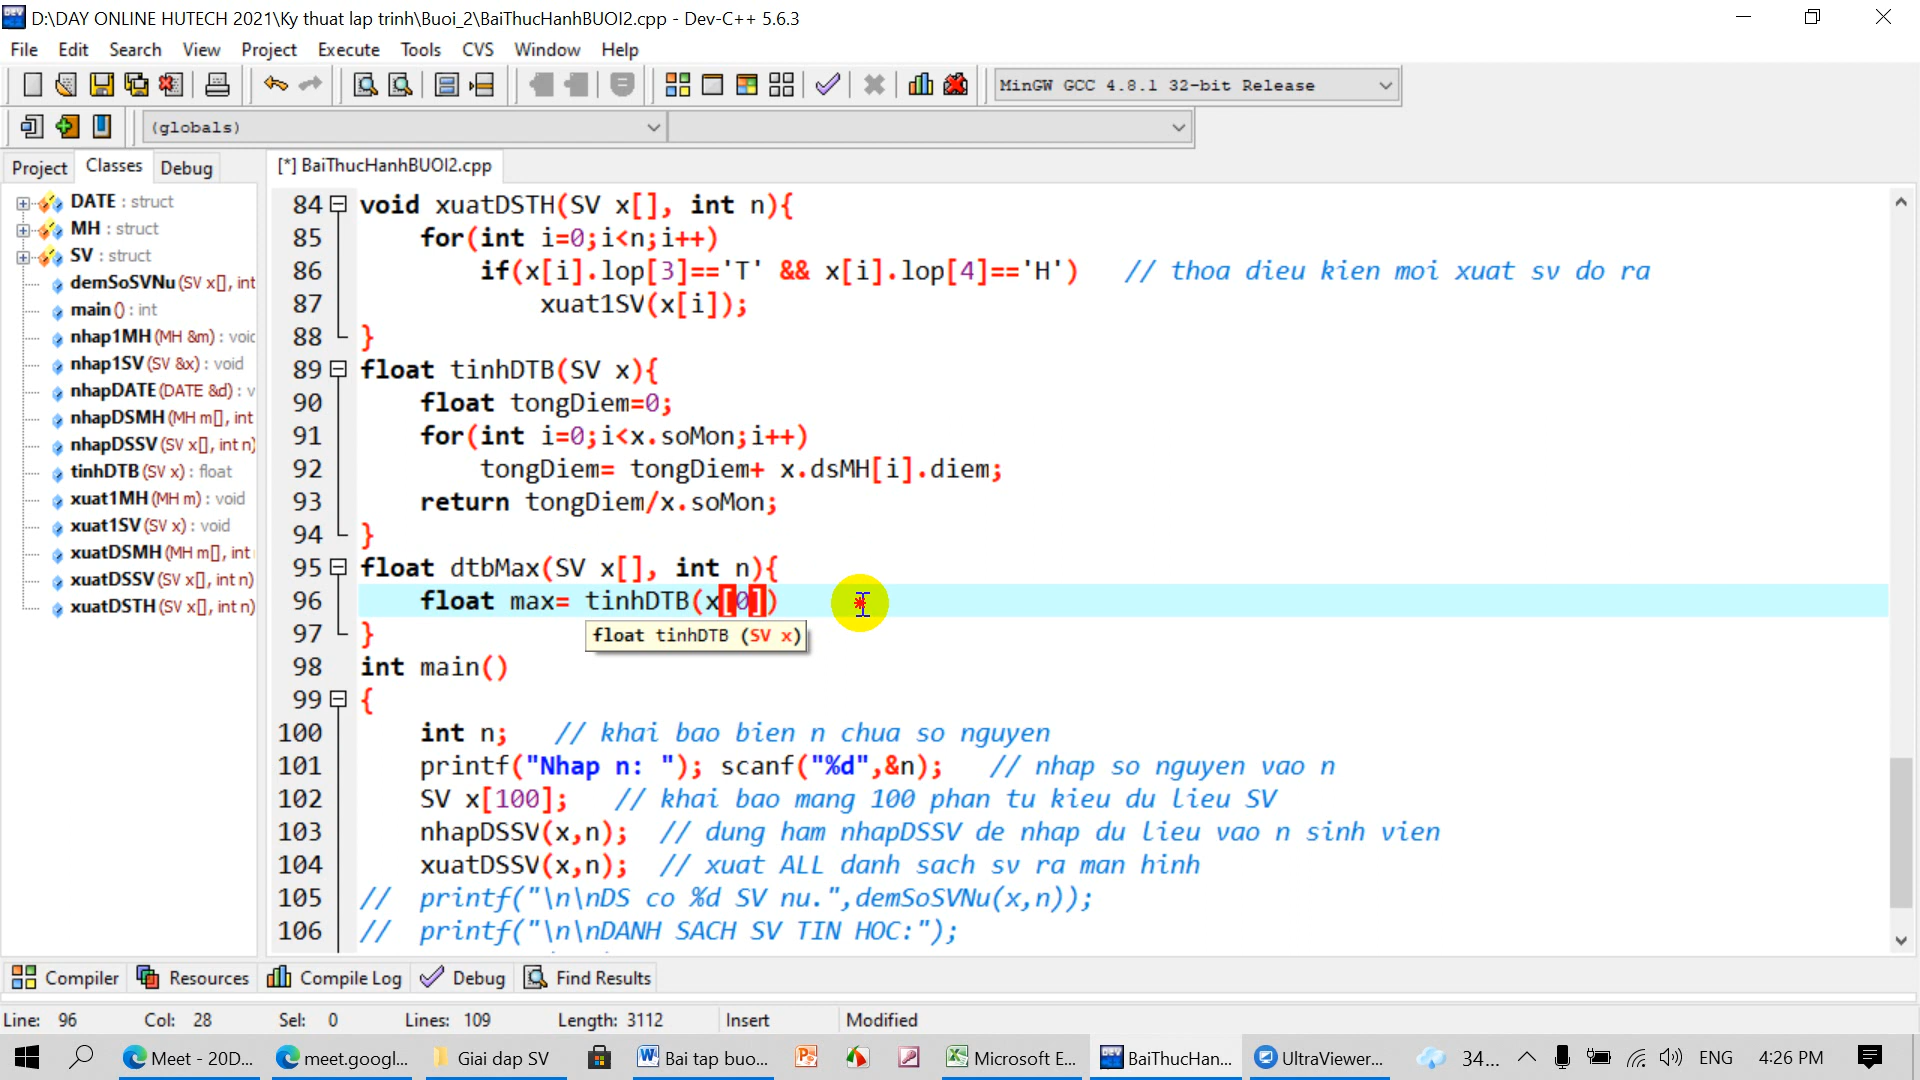 D:\DAY ONLINE HUTECH 2021\Ky thuat lap trinh\Buoi_2\BaiThucHanhBUOI2.cpp - Dev-C++ 5.6.3
File Edit Search View Project Execute Tools CVS Window Help
MinGW GCC 4.8.1 32-bit Release
(globals)
Project Classes Debug
[*] BaiThucHanhBUOI2.cpp
DATE : struct
MH : struct
SV : struct
demSoSVNu (SV x[], int
main () : int
nhap1MH (MH &m) : voic
nhap1SV (SV &x) : void
nhapDATE (DATE &d) : v
nhapDSMH (MH m[], int
nhapDSSV (SV x[], int n)
tinhDTB (SV x) : float
xuat1MH (MH m) : void
xuat1SV (SV x) : void
xuatDSMH (MH m[], int
xuatDSSV (SV x[], int n)
xuatDSTH (SV x[], int n)
84 void xuatDSTH(SV x[], int n){
85 for(int i=0;i<n;i++)
86 if(x[i].lop[3]=='T' && x[i].lop[4]=='H') // thoa dieu kien moi xuat sv do ra
87 xuat1SV(x[i]);
88 }
89 float tinhDTB(SV x){
90 float tongDiem=0;
91 for(int i=0;i<x.soMon;i++)
92 tongDiem= tongDiem+ x.dsMH[i].diem;
93 return tongDiem/x.soMon;
94 }
95 float dtbMax(SV x[], int n){
96 float max= tinhDTB(x[0])
97 }
float tinhDTB (SV x)
98 int main()
99 {
100 int n; // khai bao bien n chua so nguyen
101 printf("Nhap n: "); scanf("%d",&n); // nhap so nguyen vao n
102 SV x[100]; // khai bao mang 100 phan tu kieu du lieu SV
103 nhapDSSV(x,n); // dung ham nhapDSSV de nhap du lieu vao n sinh vien
104 xuatDSSV(x,n); // xuat ALL danh sach sv ra man hinh
105 // printf("\n\nDS co %d SV nu.",demSoSVNu(x,n));
106 // printf("\n\nDANH SACH SV TIN HOC:");
Compiler Resources Compile Log Debug Find Results
Line: 96 Col: 28 Sel: 0 Lines: 109 Length: 3112 Insert Modified
Meet - 20D... meet.googl... Giai dap SV Bai tap buo... Microsoft E... BaiThucHan... UltraViewer... 34... ENG 4:26 PM